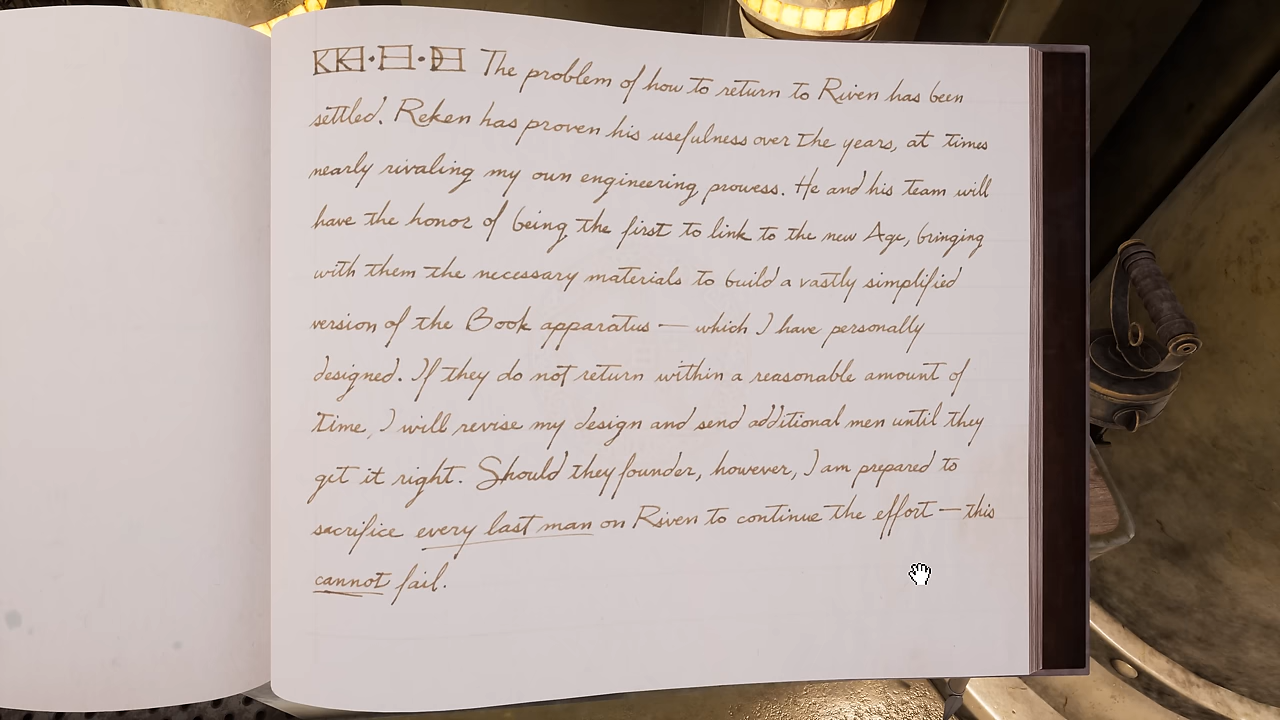 The problem of how to return to Riven has been
settled. Reken has proven his usefulness over the years, at times
nearly rivaling my own engineering prowess. He and his team will
have the honor of being the first to link to the new Age, bringing
with them the necessary materials to build a vastly simplified
version of the Book apparatus — which I have personally
designed. If they do not return within a reasonable amount of
time, I will revise my design and send additional men until they
get it right. Should they founder, however, I am prepared to
sacrifice every last man on Riven to continue the effort — this
cannot fail.